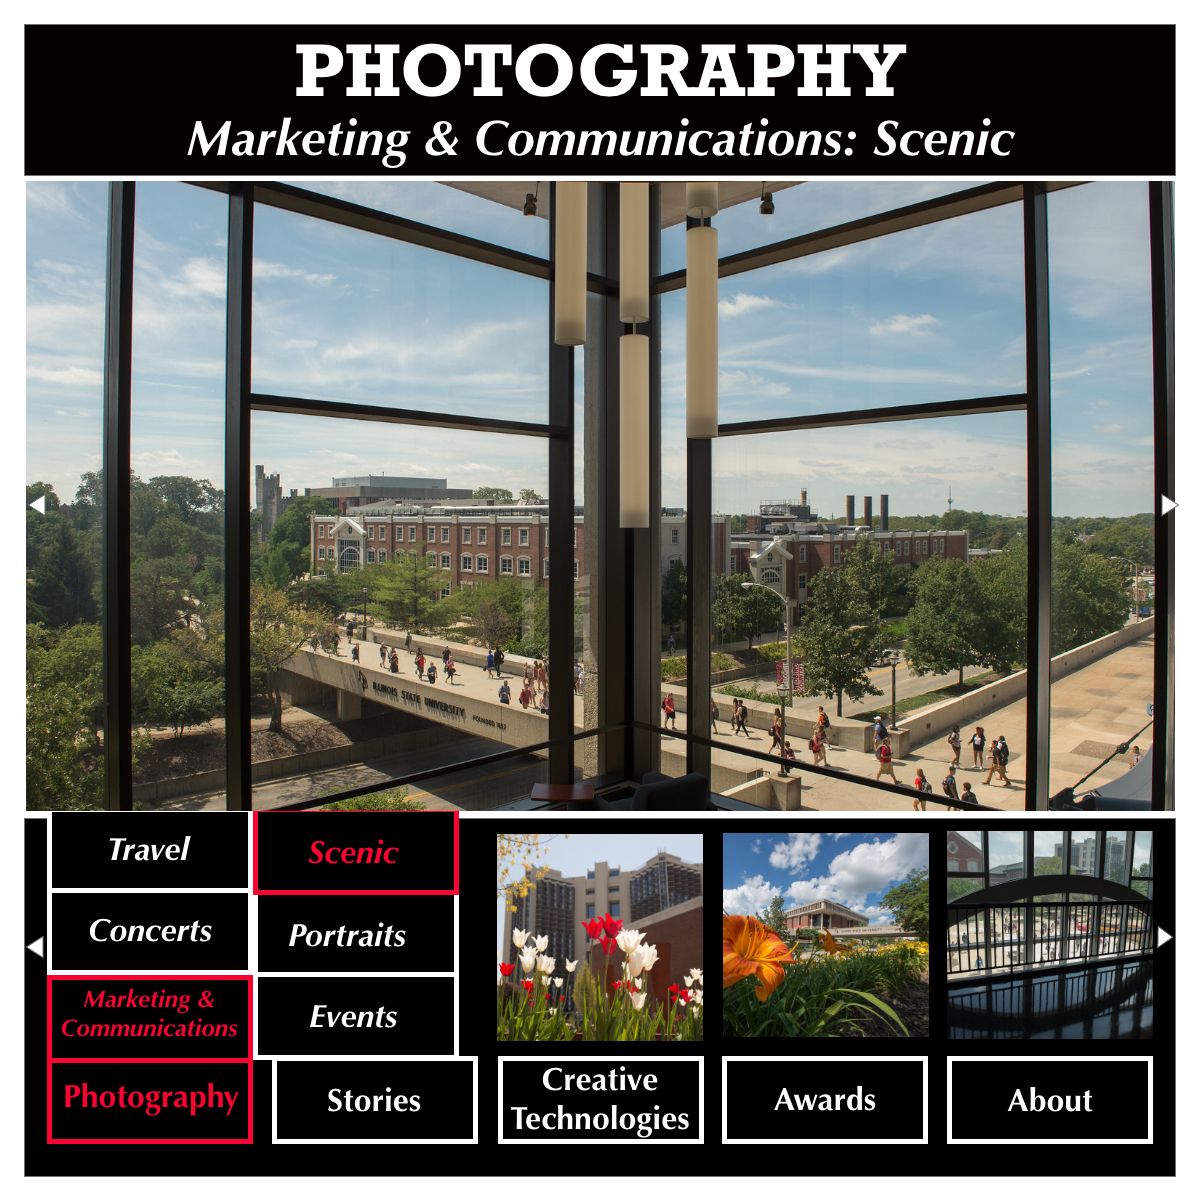 PHOTOGRAPHY
Marketing & Communications: Scenic
ILLINOIS STATE UNIVERSITY FOUNDED 1857
Travel
Scenic
Concerts
Portraits
Marketing &
Communications
Events
Photography
Stories
Creative
Technologies
Awards
About